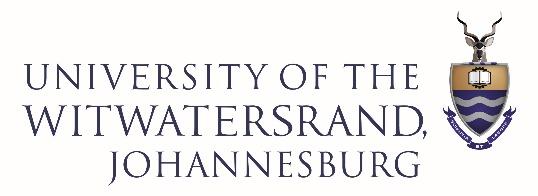 UNIVERSITY OF THE
WITWATERSRAND,
JOHANNESBURG